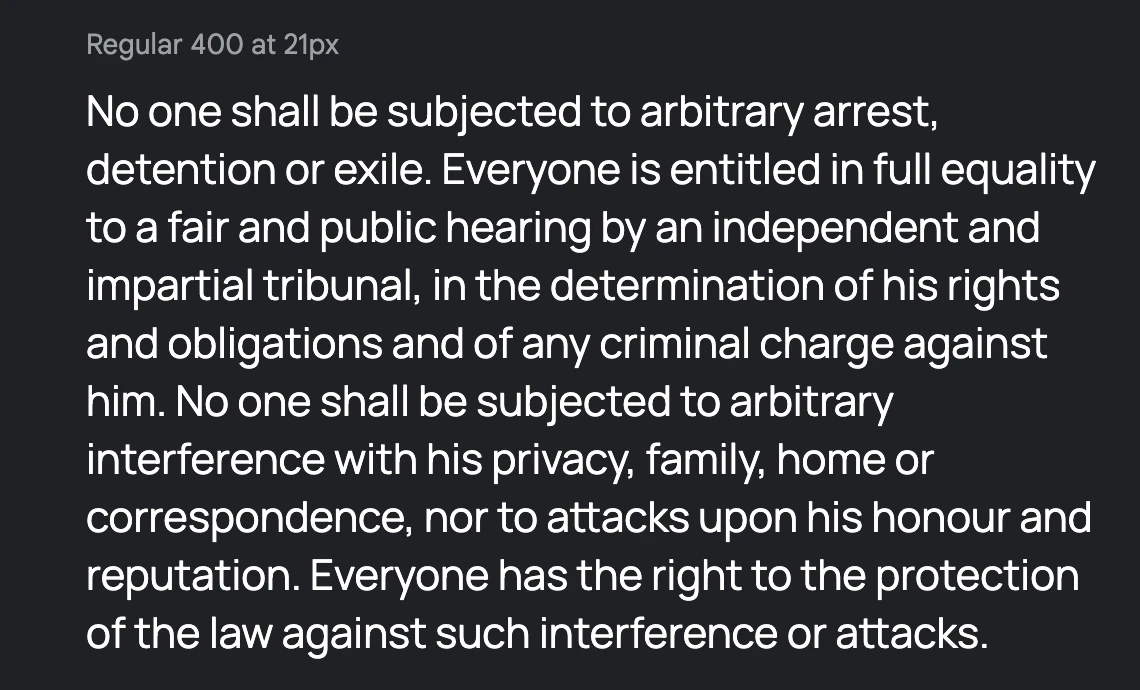 Regular 400 at 21px
No one shall be subjected to arbitrary arrest,
detention or exile. Everyone is entitled in full equality
to a fair and public hearing by an independent and
impartial tribunal, in the determination of his rights
and obligations and of any criminal charge against
him. No one shall be subjected to arbitrary
interference with his privacy, family, home or
correspondence, nor to attacks upon his honour and
reputation. Everyone has the right to the protection
of the law against such interference or attacks.